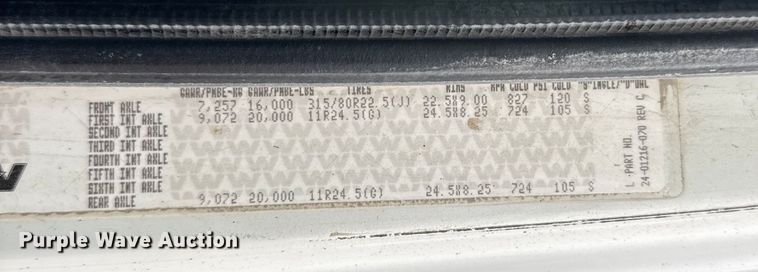 GAWR/PNBE-KG GAWR/PNBE-LBS TIRES RIMS KPA COLD PSI COLD "S"INGLE/"D"UAL
FRONT AXLE 7,257 16,000 315/80R22.5(J) 22.5X9.00 827 120 S
FIRST INT AXLE 9,072 20,000 11R24.5(G) 24.5X8.25 724 105 S
SECOND INT AXLE
THIRD INT AXLE
FOURTH INT AXLE
FIFTH INT AXLE
SIXTH INT AXLE
REAR AXLE 9,072 20,000 11R24.5(G) 24.5X8.25 724 105 S
L -PART NO.
24-01216-070 REV C
Purple Wave Auction